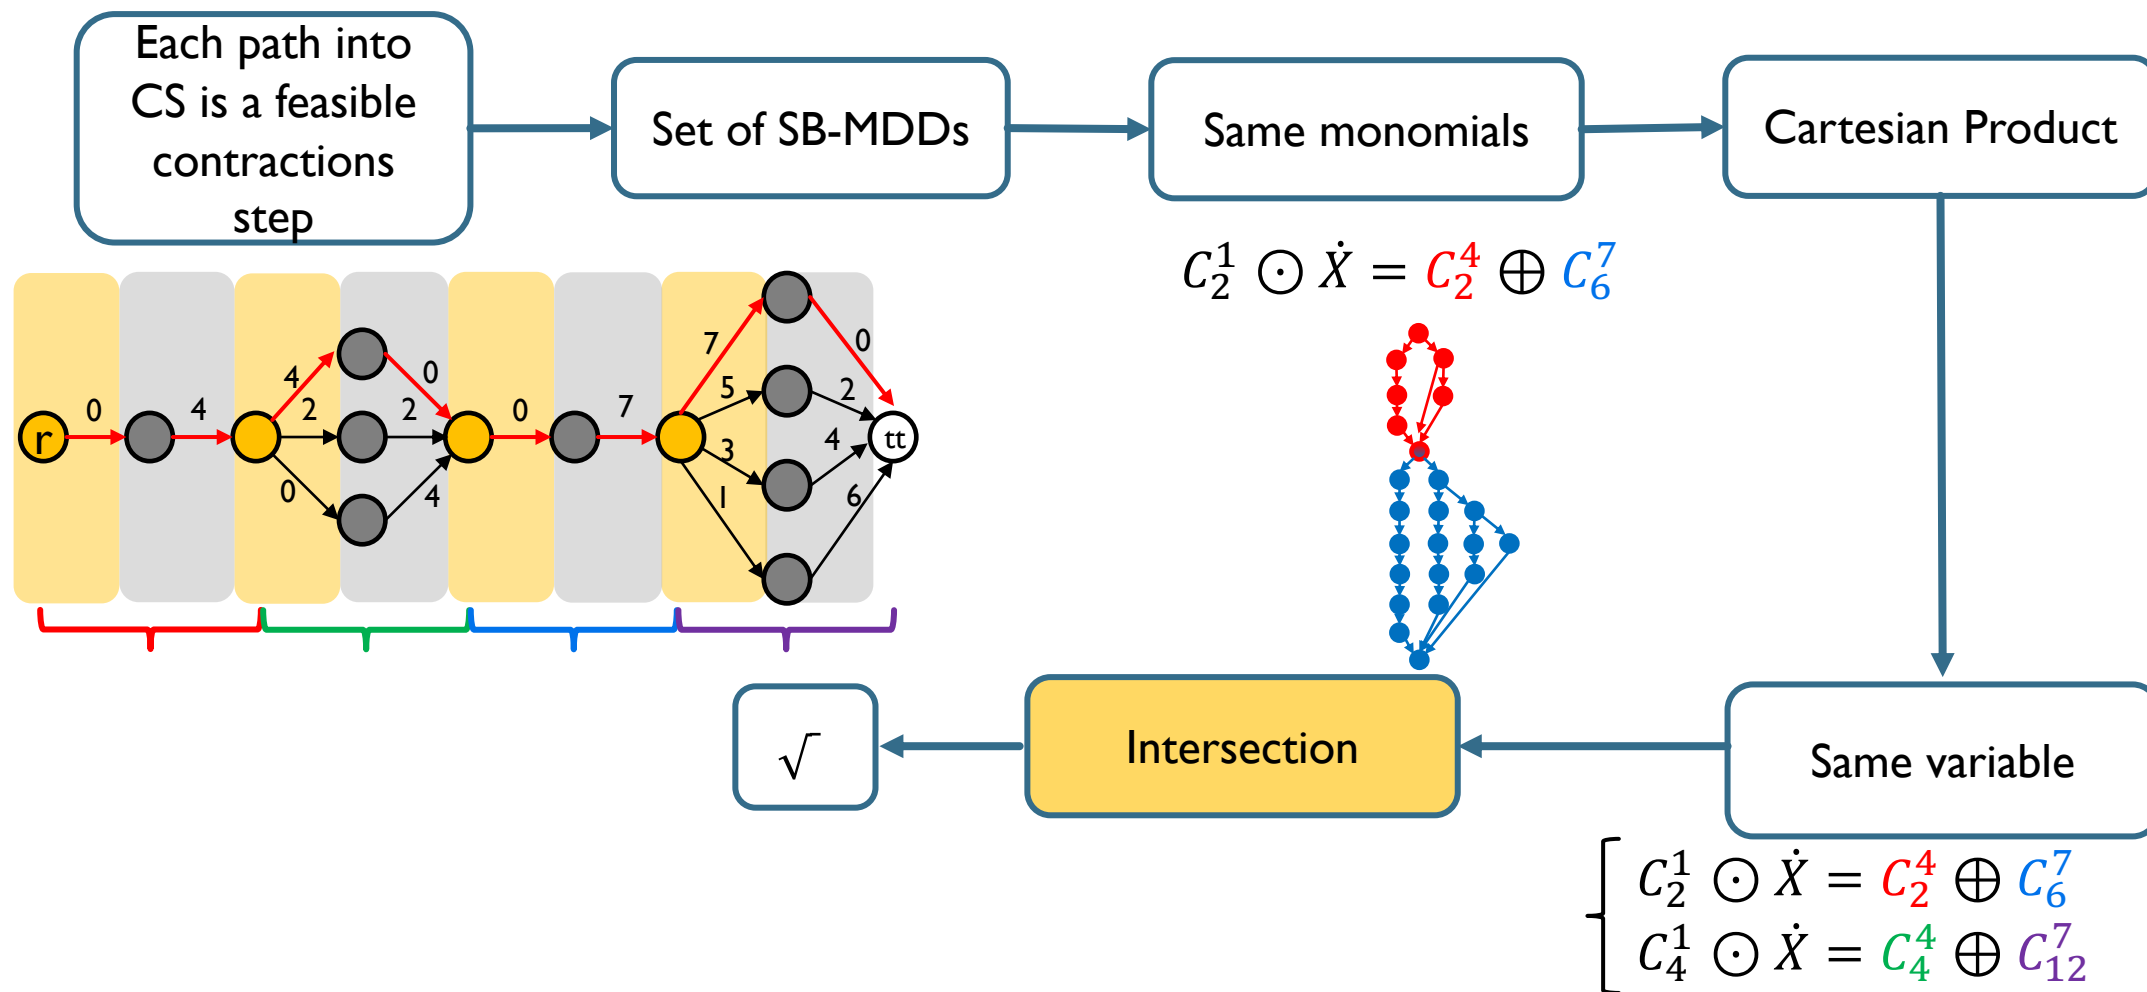 Each path into
CS is a feasible
contractions
step
Set of SB-MDDs
Same monomials
Cartesian Product
C_2^1 ⊙ Ẋ = C_2^4 ⊕ C_6^7
7
0
4
0
5
2
0
4
2
2
0
7
r
tt
3
4
0
4
1
6
√
Intersection
Same variable
C_2^1 ⊙ Ẋ = C_2^4 ⊕ C_6^7
C_4^1 ⊙ Ẋ = C_4^4 ⊕ C_12^7